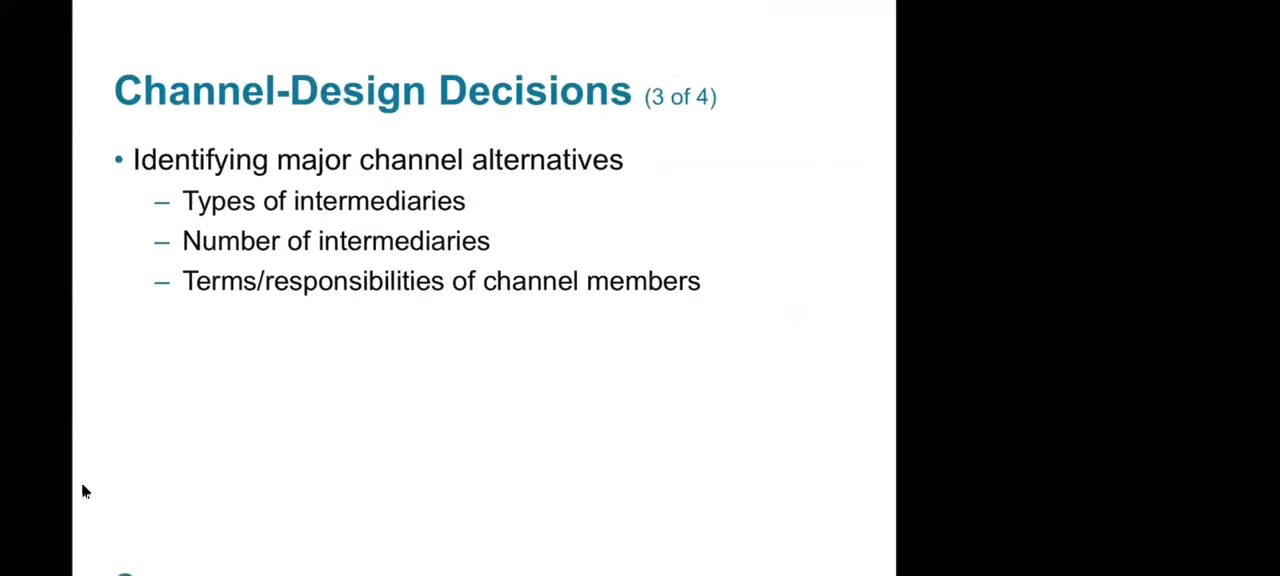 Channel-Design Decisions (3 of 4)
• Identifying major channel alternatives
– Types of intermediaries
– Number of intermediaries
– Terms/responsibilities of channel members